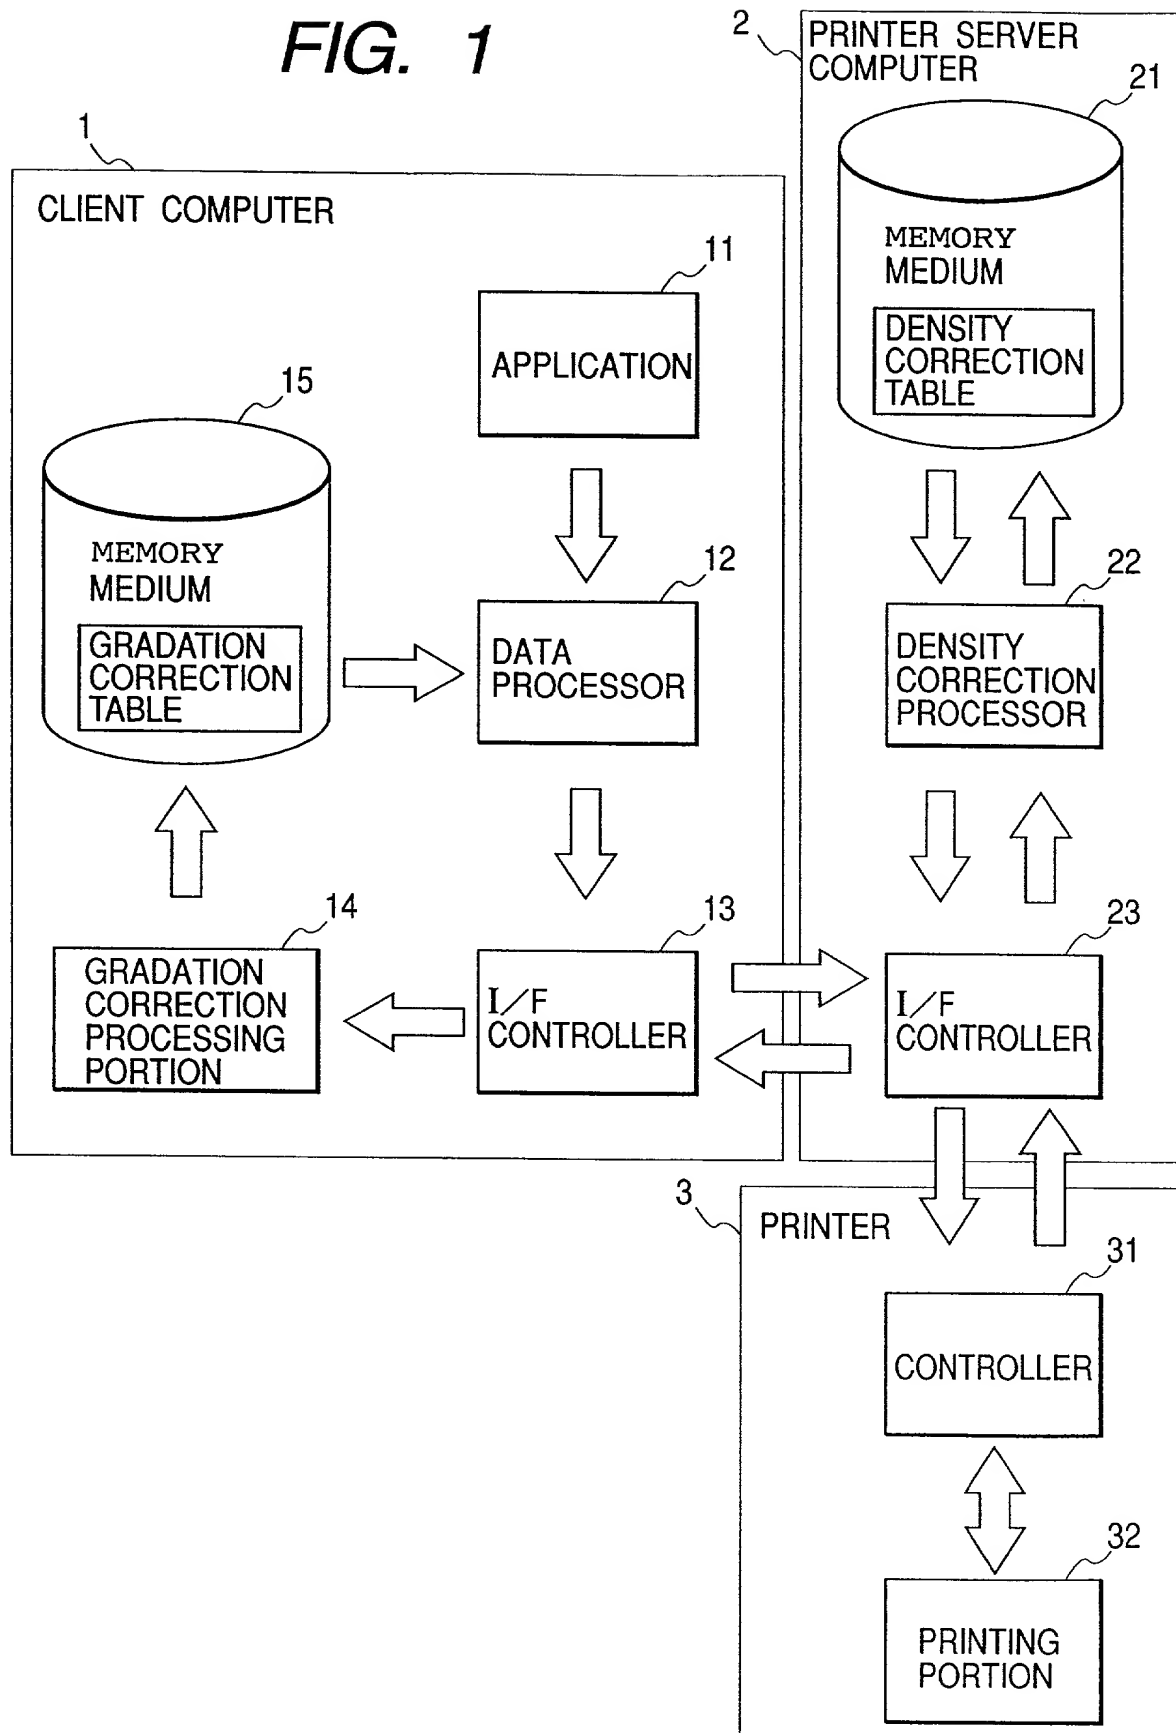 FIG. 1
1
CLIENT COMPUTER
11
APPLICATION
15
MEMORY
MEDIUM
GRADATION
CORRECTION
TABLE
12
DATA
PROCESSOR
14
GRADATION
CORRECTION
PROCESSING
PORTION
13
I/F
CONTROLLER
2
PRINTER SERVER
COMPUTER
21
MEMORY
MEDIUM
DENSITY
CORRECTION
TABLE
22
DENSITY
CORRECTION
PROCESSOR
23
I/F
CONTROLLER
3
PRINTER
31
CONTROLLER
32
PRINTING
PORTION